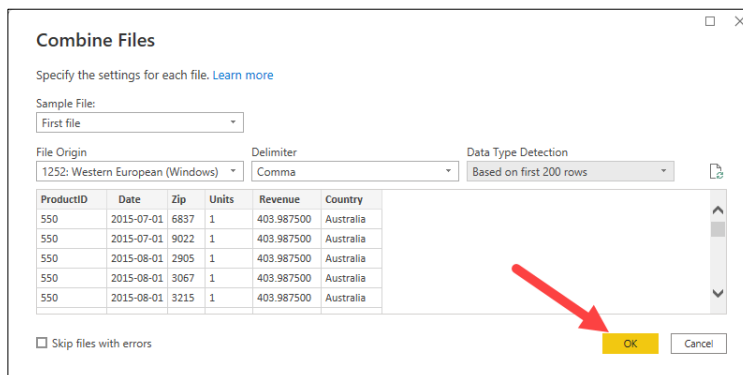 Combine Files
Specify the settings for each file. Learn more
Sample File:
First file
File Origin Delimiter Data Type Detection
1252: Western European (Windows) Comma Based on first 200 rows
ProductID Date Zip Units Revenue Country
550 2015-07-01 6837 1 403.987500 Australia
550 2015-07-01 9022 1 403.987500 Australia
550 2015-08-01 2905 1 403.987500 Australia
550 2015-08-01 3067 1 403.987500 Australia
550 2015-08-01 3215 1 403.987500 Australia
Skip files with errors OK Cancel